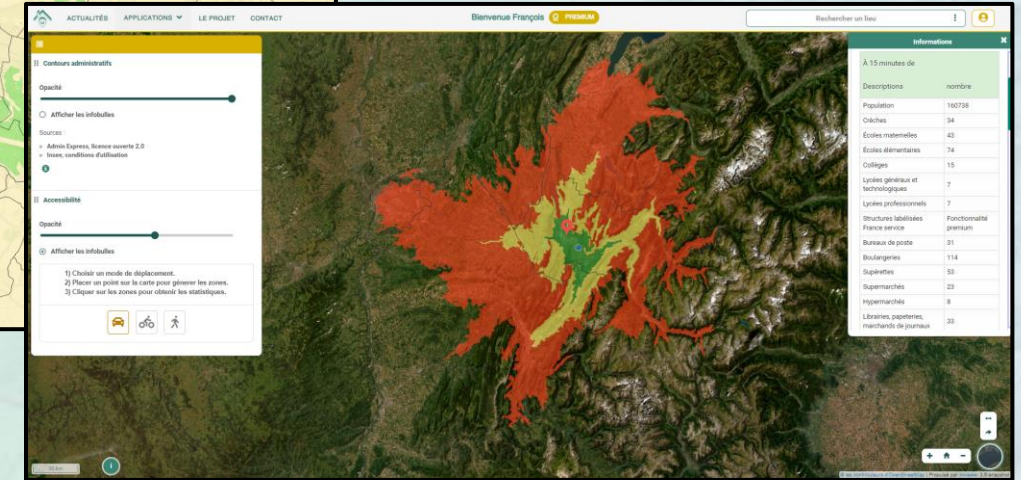 ACTUALITÉS APPLICATIONS LE PROJET CONTACT
Bienvenue François PREMIUM
Rechercher un lieu
Contours administratifs
Opacité
Afficher les infobulles
Sources :
Admin Express, licence ouverte 2.0
Insee, conditions d'utilisation
Accessibilité
Opacité
Afficher les infobulles
1) Choisir un mode de déplacement.
2) Placer un point sur la carte pour générer les zones.
3) Cliquer sur les zones pour obtenir les statistiques.
Informations
À 15 minutes de
Descriptions nombre
Population 160738
Crèches 34
Écoles maternelles 43
Écoles élémentaires 74
Collèges 15
Lycées généraux et
technologiques 7
Lycées professionnels 7
Structures labélisées Fonctionnalité
France service premium
Bureaux de poste 31
Boulangeries 114
Supérettes 53
Supermarchés 23
Hypermarchés 8
Librairies, papeteries,
marchands de journaux 33